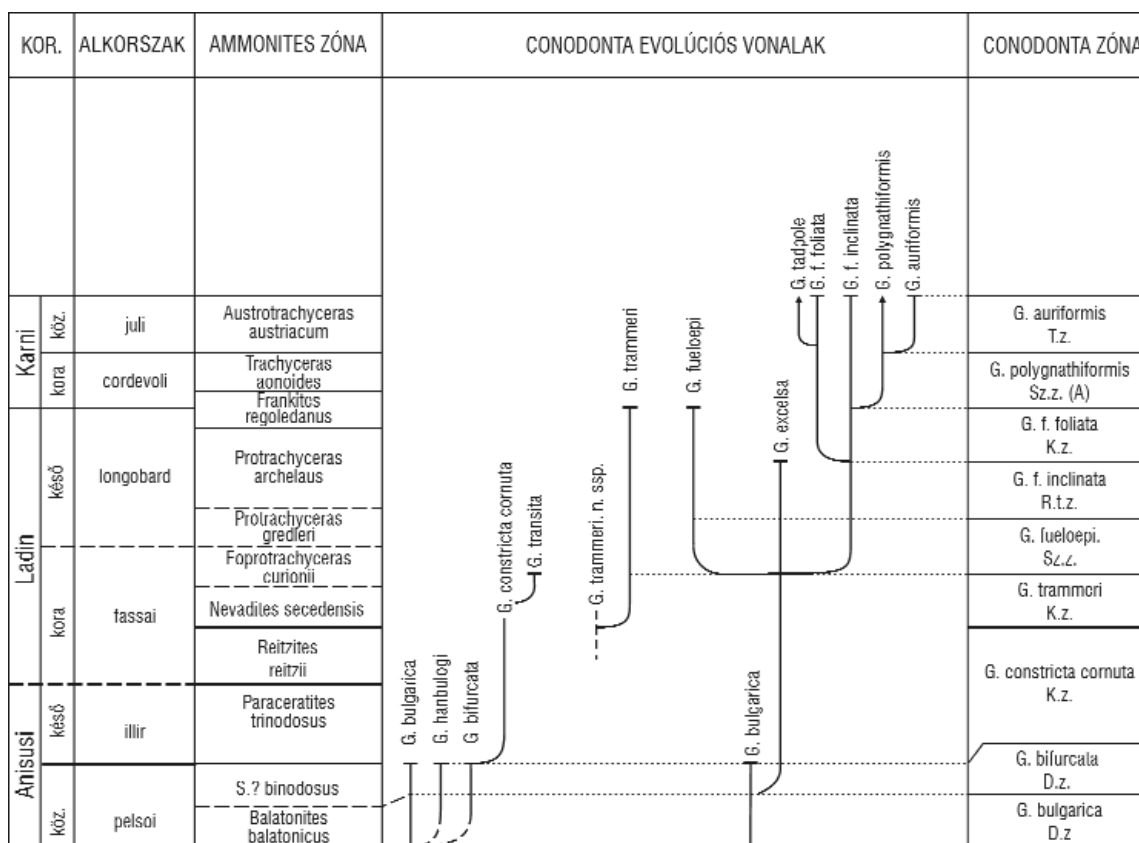 KOR. ALKORSZAK AMMONITES ZÓNA CONODONTA EVOLÚCIÓS VONALAK CONODONTA ZÓNA
Karni
köz.
juli
Austrotrachyceras
austriacum
kora
cordevoli
Trachyceras
aonoides
Frankites
regoledanus
Ladin
késő
longobard
Protrachyceras
archelaus
Protrachyceras
gredleri
kora
fassai
Foprotrachyceras
curionii
Nevadites secedensis
Reitzites
reitzii
Anisusi
késő
illir
Paraceratites
trinodosus
köz.
pelsoi
S.? binodosus
Balatonites
balatonicus
G. bulgarica
G. hanbulogi
G bifurcata
G. constricta cornuta
G. transita
G. trammeri. n. ssp.
G. trammeri
G. fueloepi
G. bulgarica
G. excelsa
G. tadpole
G. f. foliata
G. f. inclinata
G. polygnathiformis
G. auriformis
G. auriformis
T.z.
G. polygnathiformis
Sz.z. (A)
G. f. foliata
K.z.
G. f. inclinata
R.t.z.
G. fueloepi.
Sz.z.
G. trammeri
K.z.
G. constricta cornuta
K.z.
G. bifurcata
D.z.
G. bulgarica
D.z